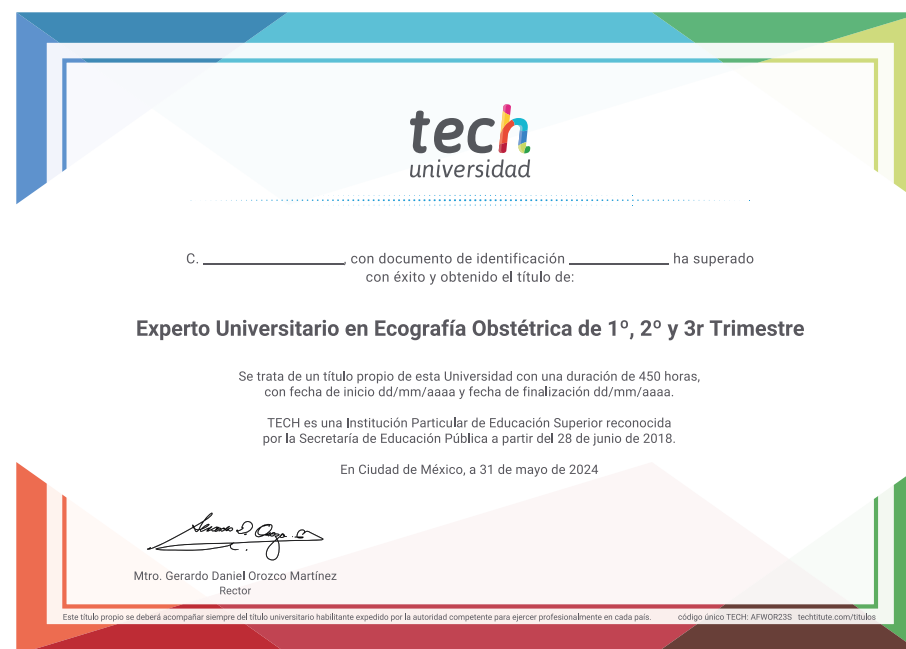 tech
universidad
C. ____________________, con documento de identificación ______________ ha superado
con éxito y obtenido el título de:
Experto Universitario en Ecografía Obstétrica de 1º, 2º y 3r Trimestre
Se trata de un título propio de esta Universidad con una duración de 450 horas,
con fecha de inicio dd/mm/aaaa y fecha de finalización dd/mm/aaaa.
TECH es una Institución Particular de Educación Superior reconocida
por la Secretaría de Educación Pública a partir del 28 de junio de 2018.
En Ciudad de México, a 31 de mayo de 2024
Mtro. Gerardo Daniel Orozco Martínez
Rector
Este título propio se deberá acompañar siempre del título universitario habilitante expedido por la autoridad competente para ejercer profesionalmente en cada país. código único TECH: AFWOR23S techtitute.com/titulos